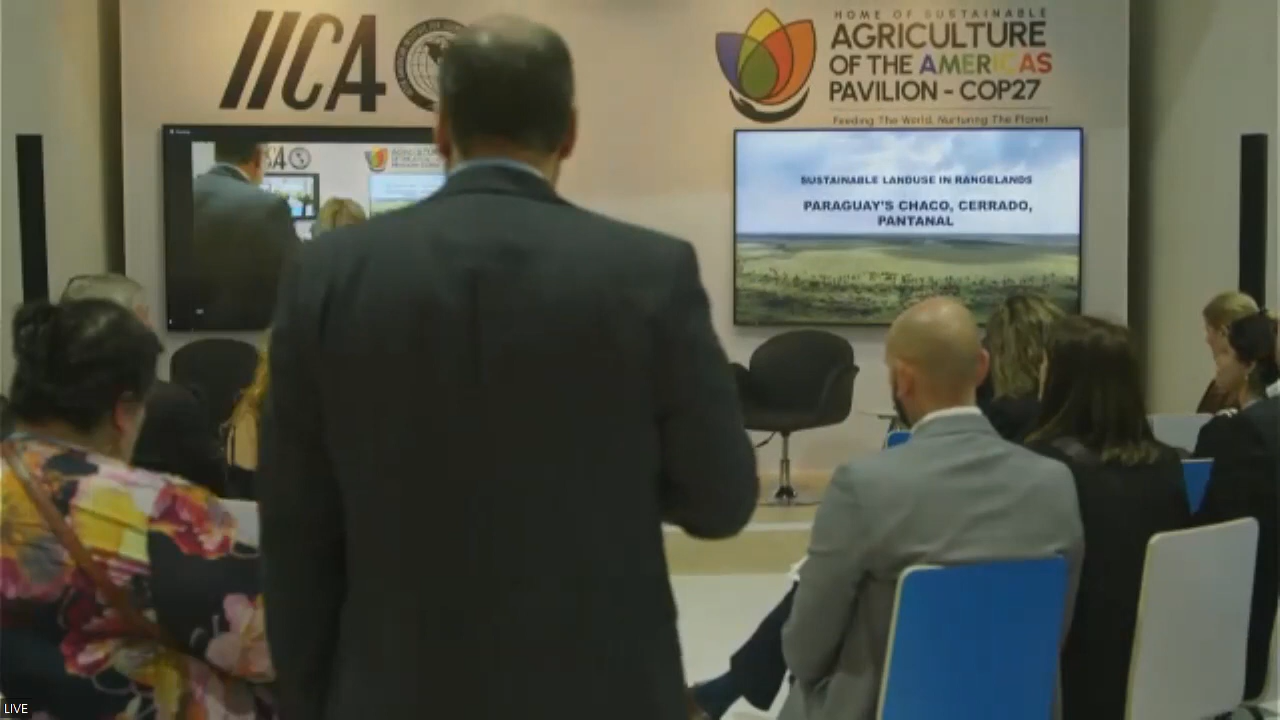 IICA
HOME OF SUSTAINABLE
AGRICULTURE
OF THE AMERICAS
PAVILION - COP27
Feeding The World, Nurturing The Planet
SUSTAINABLE LANDUSE IN RANGELANDS
PARAGUAY'S CHACO, CERRADO,
PANTANAL
LIVE